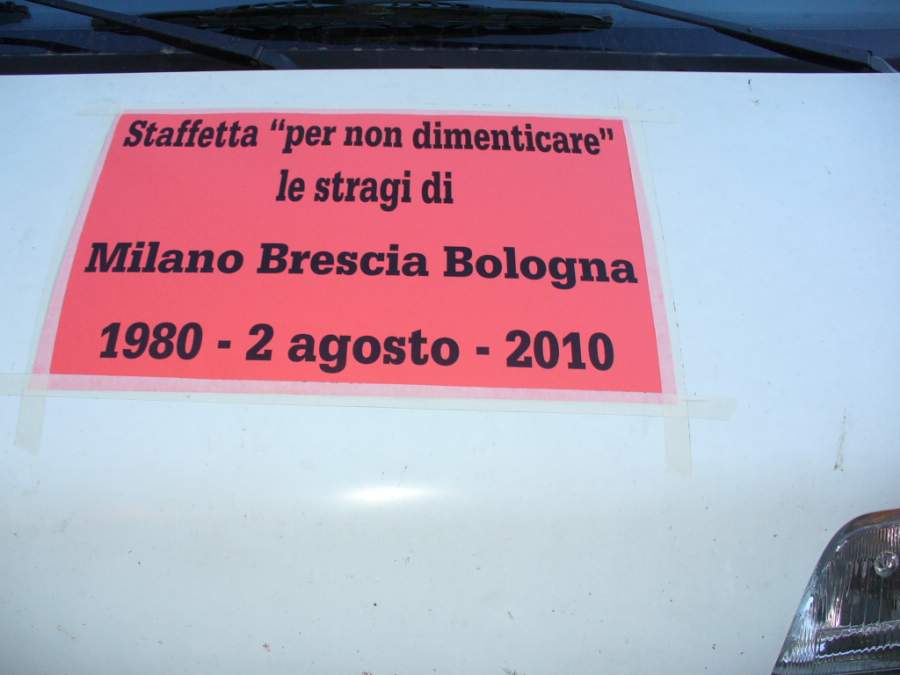 Staffetta “per non dimenticare”
le stragi di
Milano Brescia Bologna
1980 - 2 agosto - 2010